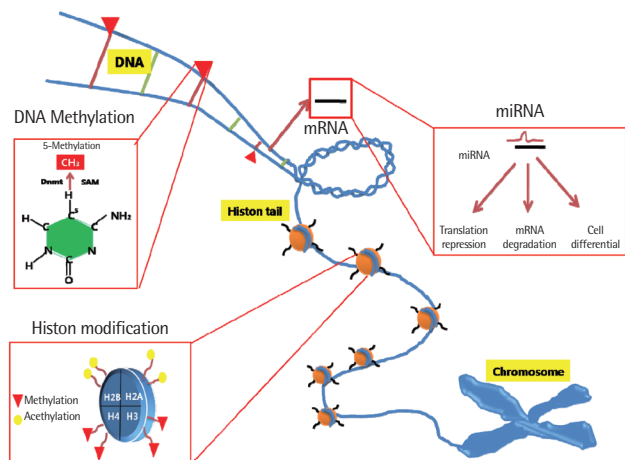 DNA
DNA Methylation
5-Methylation
CH₃
Dnmt SAM
H
H
C
5
NH₂
C
C
H
N
N
C
O
mRNA
miRNA
miRNA
Translation
repression
mRNA
degradation
Cell
differential
Histon tail
Histon modification
H2B H2A
H4 H3
Methylation
Acethylation
Chromosome